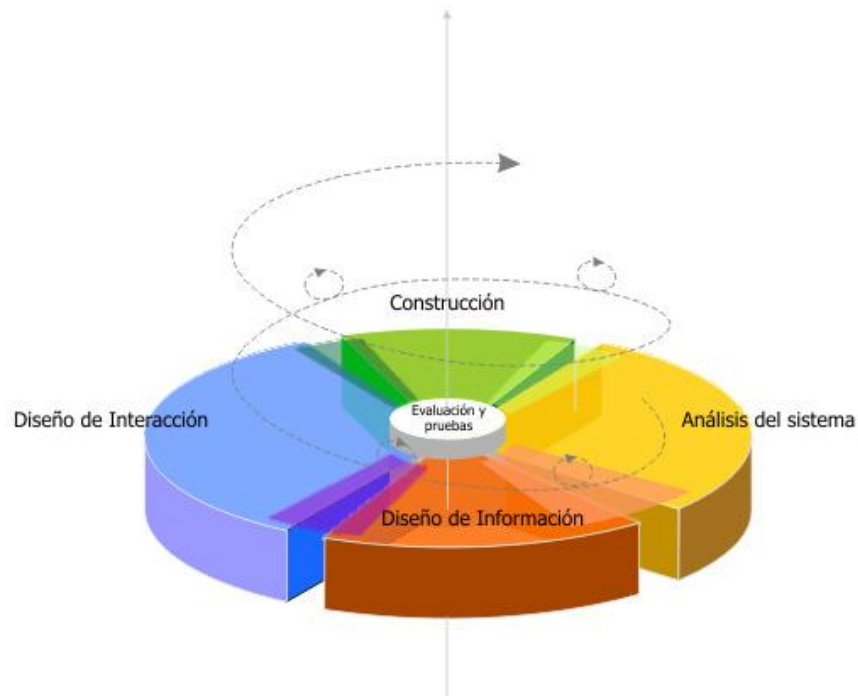 Construcción
Evaluación y
pruebas
Diseño de Interacción
Análisis del sistema
Diseño de Información